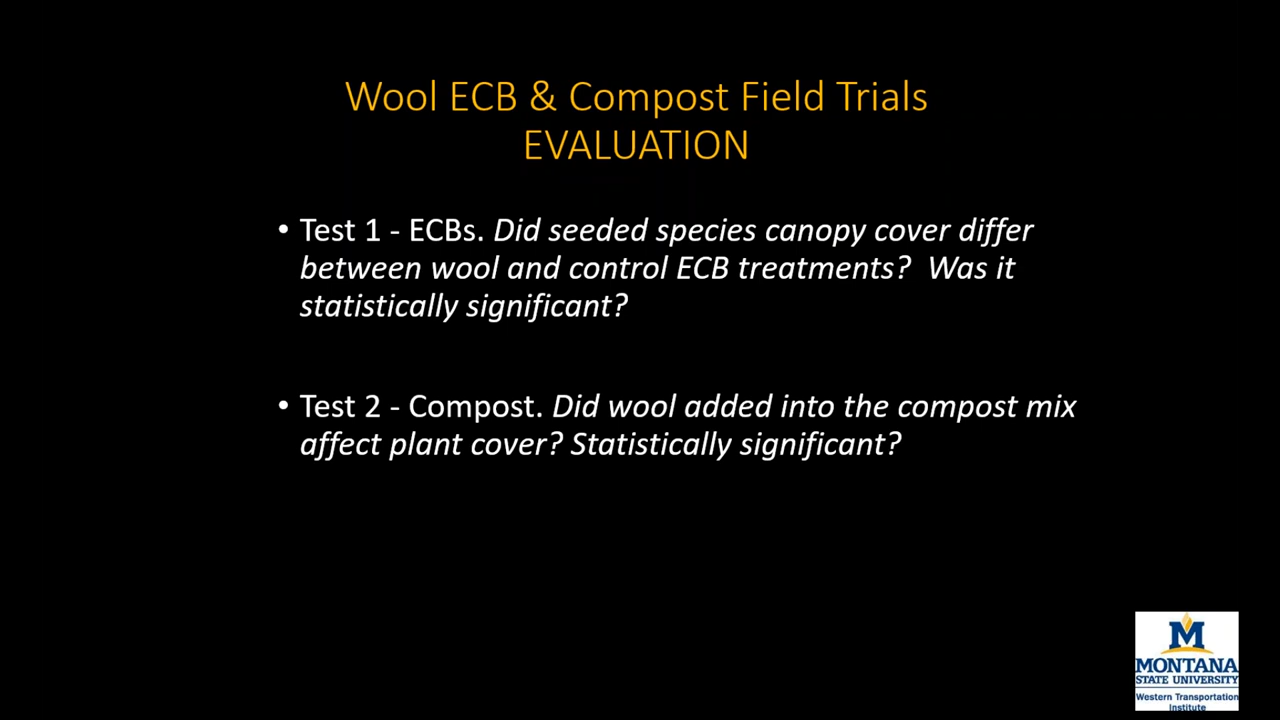 Wool ECB & Compost Field Trials
EVALUATION
• Test 1 - ECBs. Did seeded species canopy cover differ
between wool and control ECB treatments?  Was it
statistically significant?
• Test 2 - Compost. Did wool added into the compost mix
affect plant cover? Statistically significant?
M
MONTANA
STATE UNIVERSITY
Western Transportation
Institute